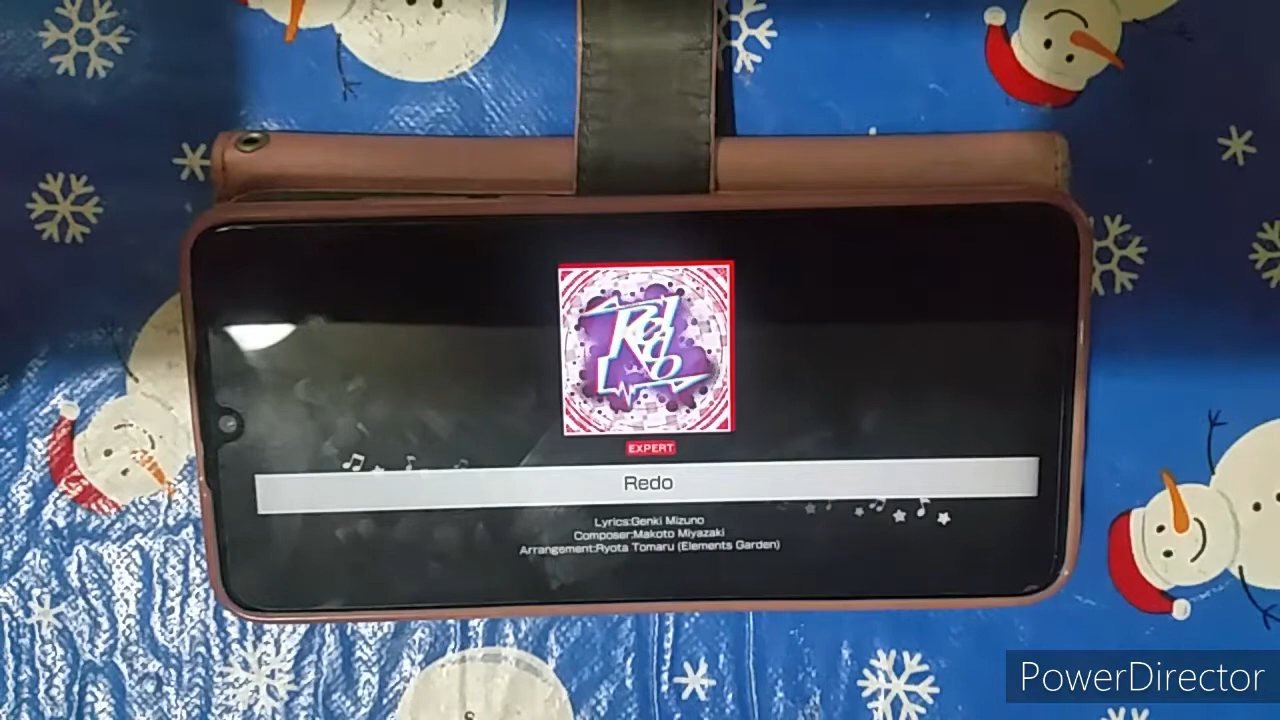 Redo
EXPERT
Redo
Lyrics:Genki Mizuno
Composer:Makoto Miyazaki
Arrangement:Ryota Tomaru (Elements Garden)
PowerDirector